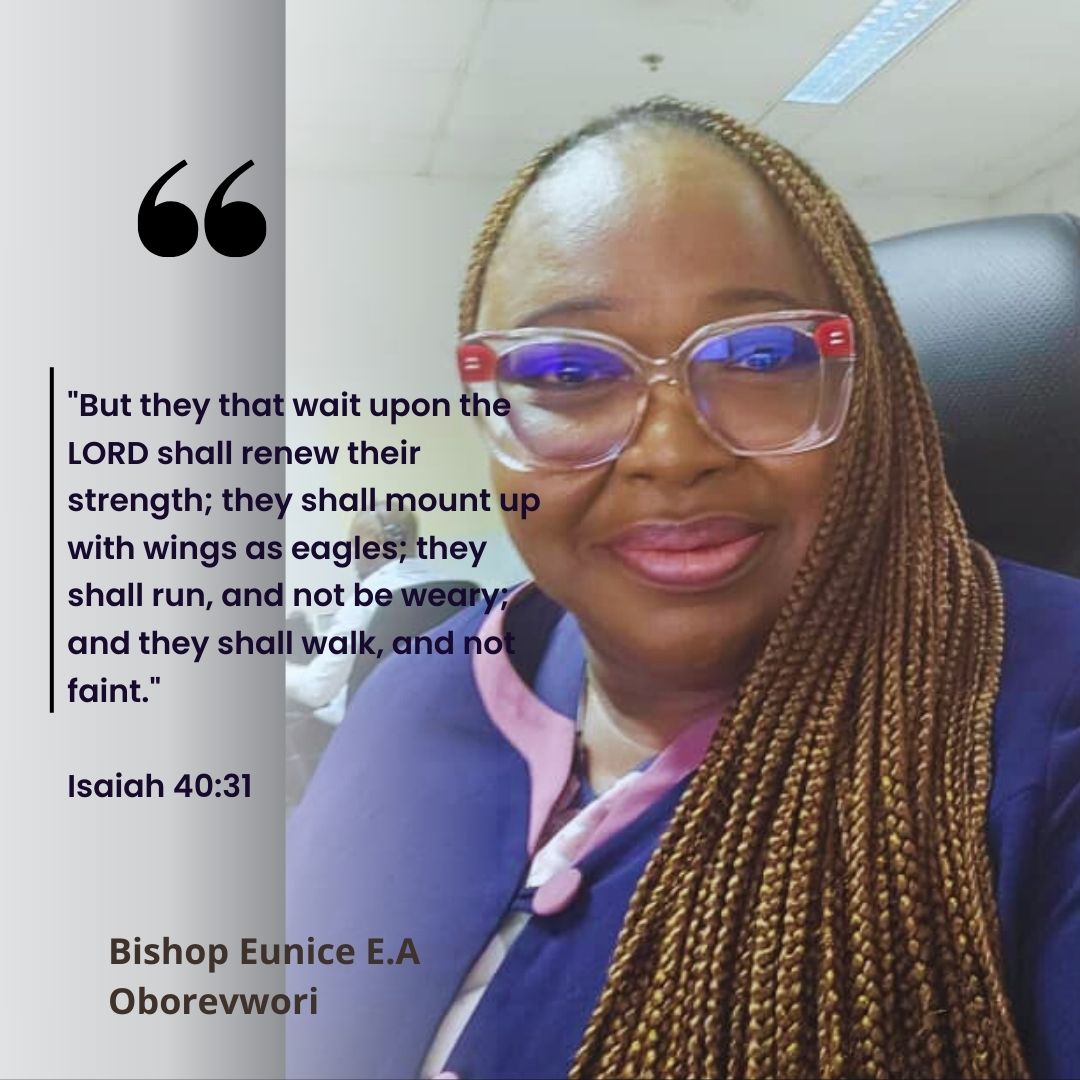 "But they that wait upon the
LORD shall renew their
strength; they shall mount up
with wings as eagles; they
shall run, and not be weary;
and they shall walk, and not
faint."
Isaiah 40:31
Bishop Eunice E.A
Oborevwori